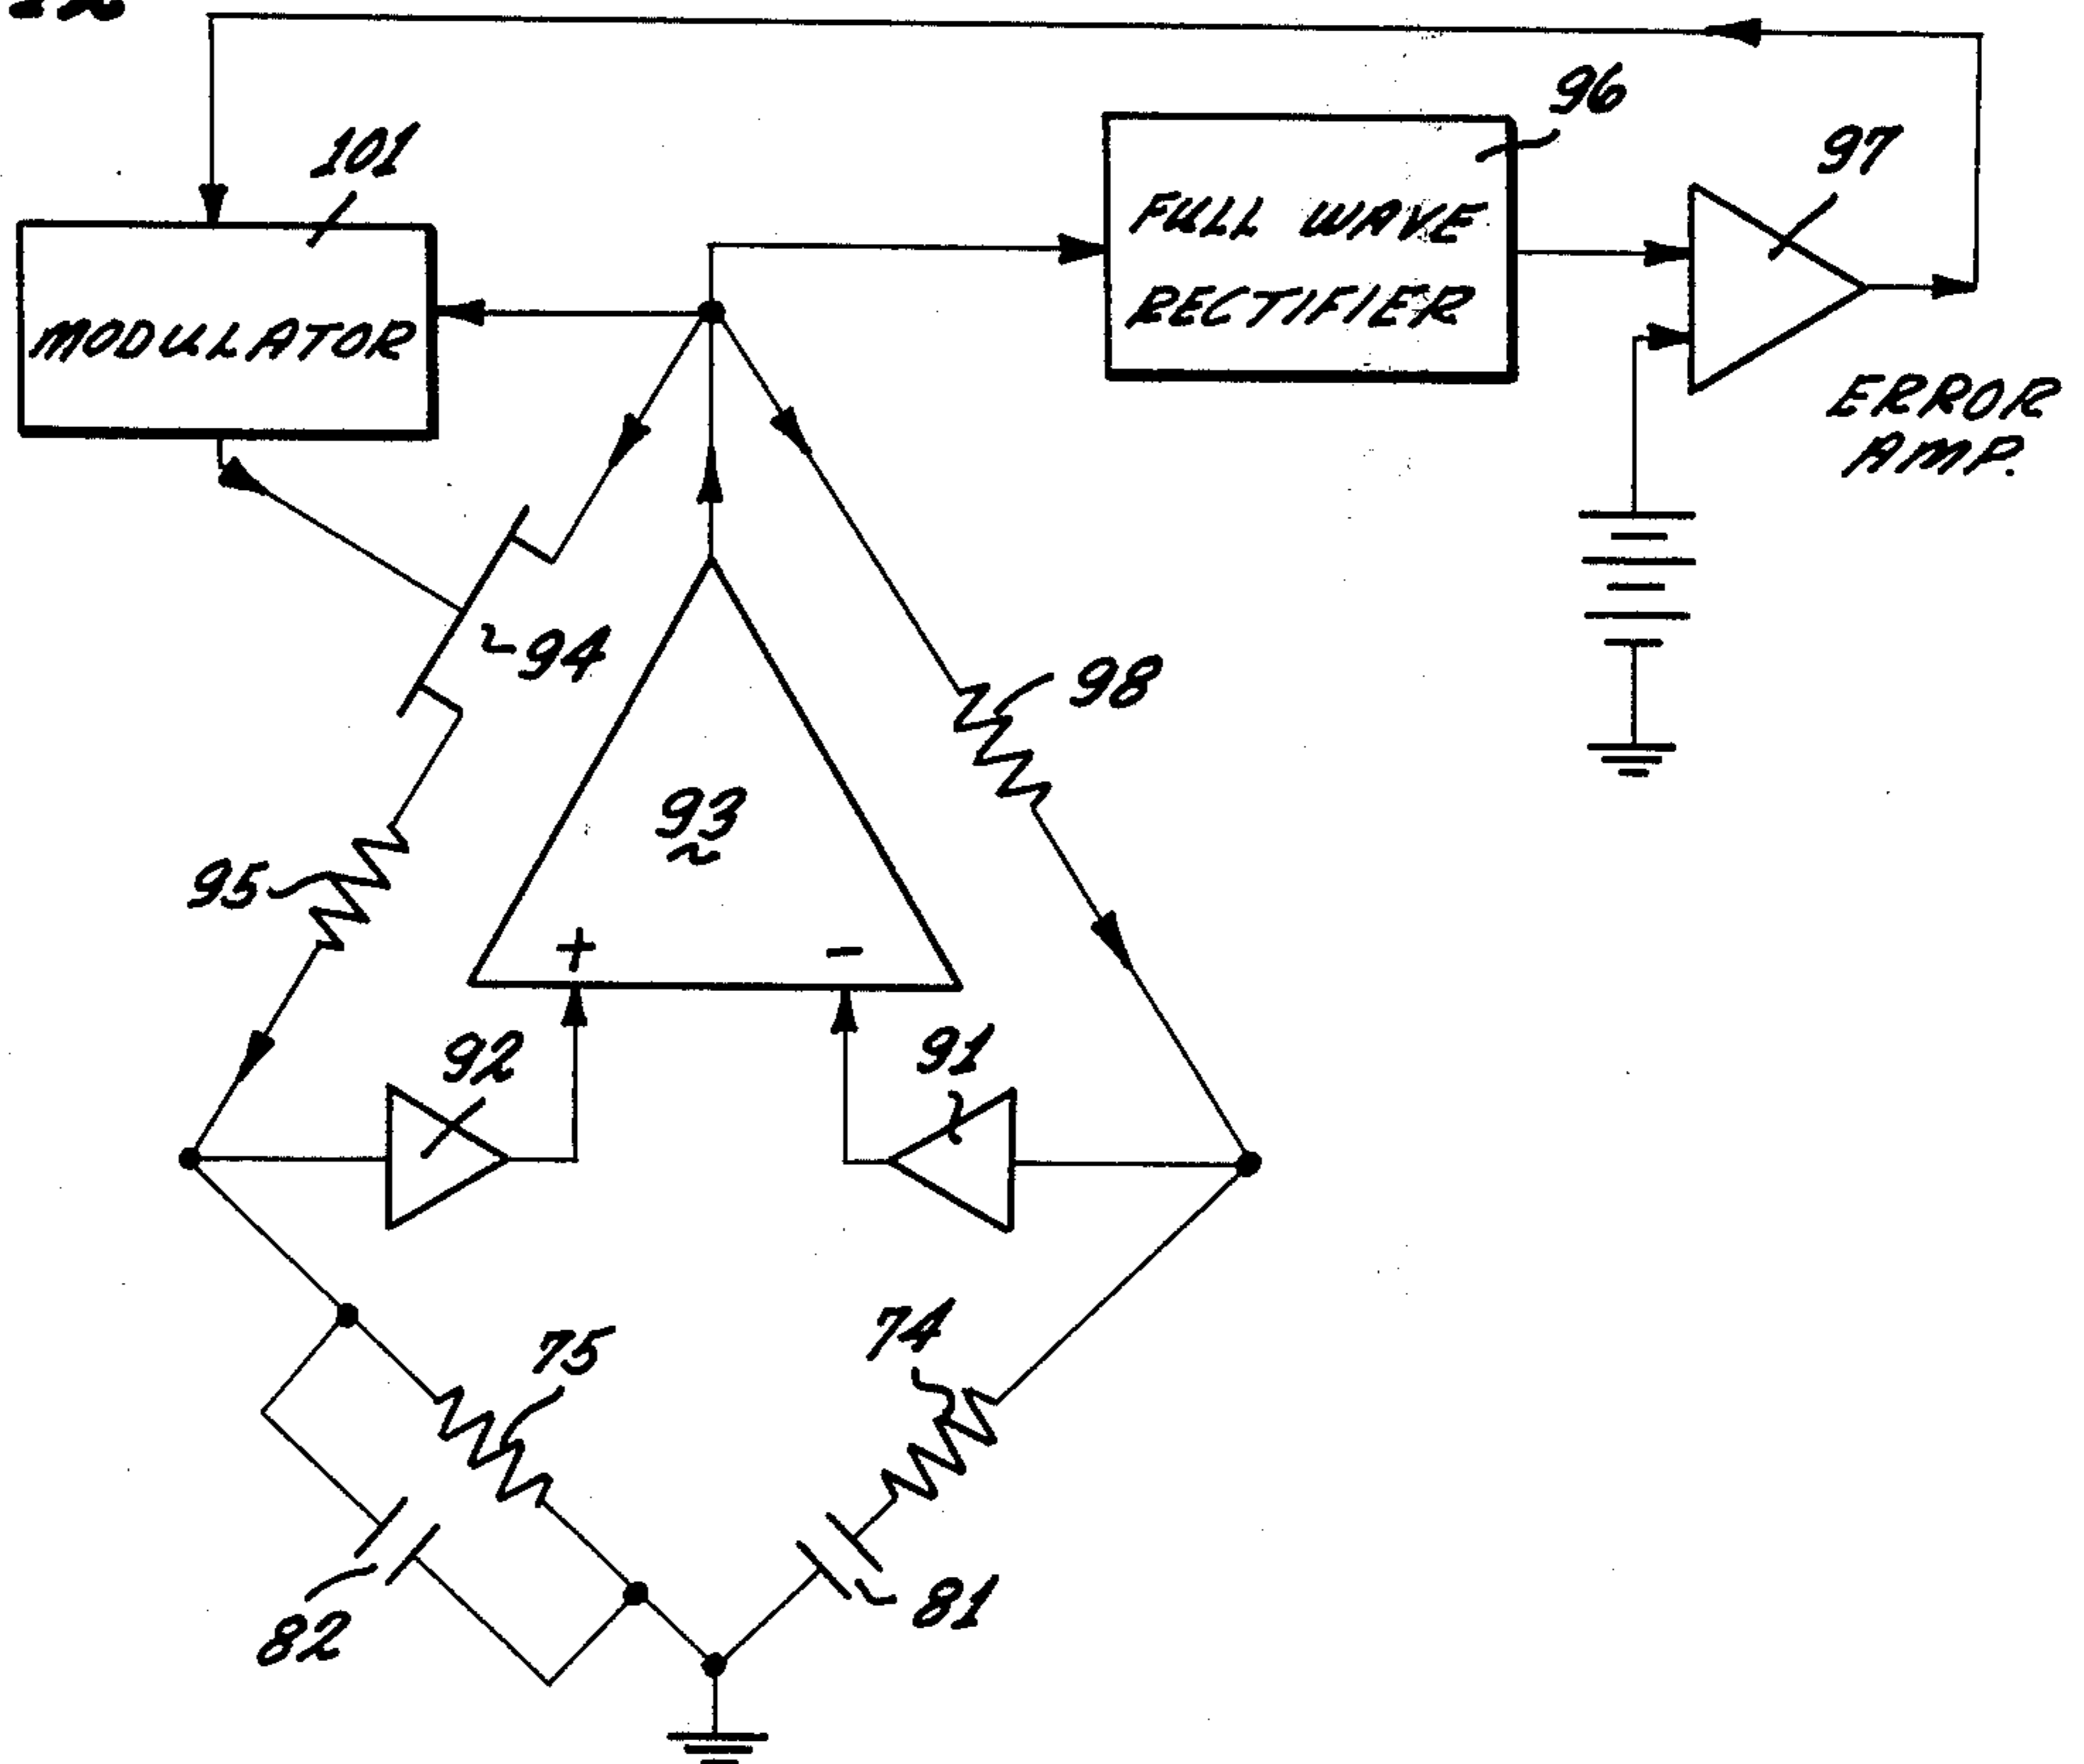 96
101
97
FULL WAVE
RECTIFIER
MODULATOR
ERROR
AMP.
94
98
93
95
+ -
92
91
75
74
82
81